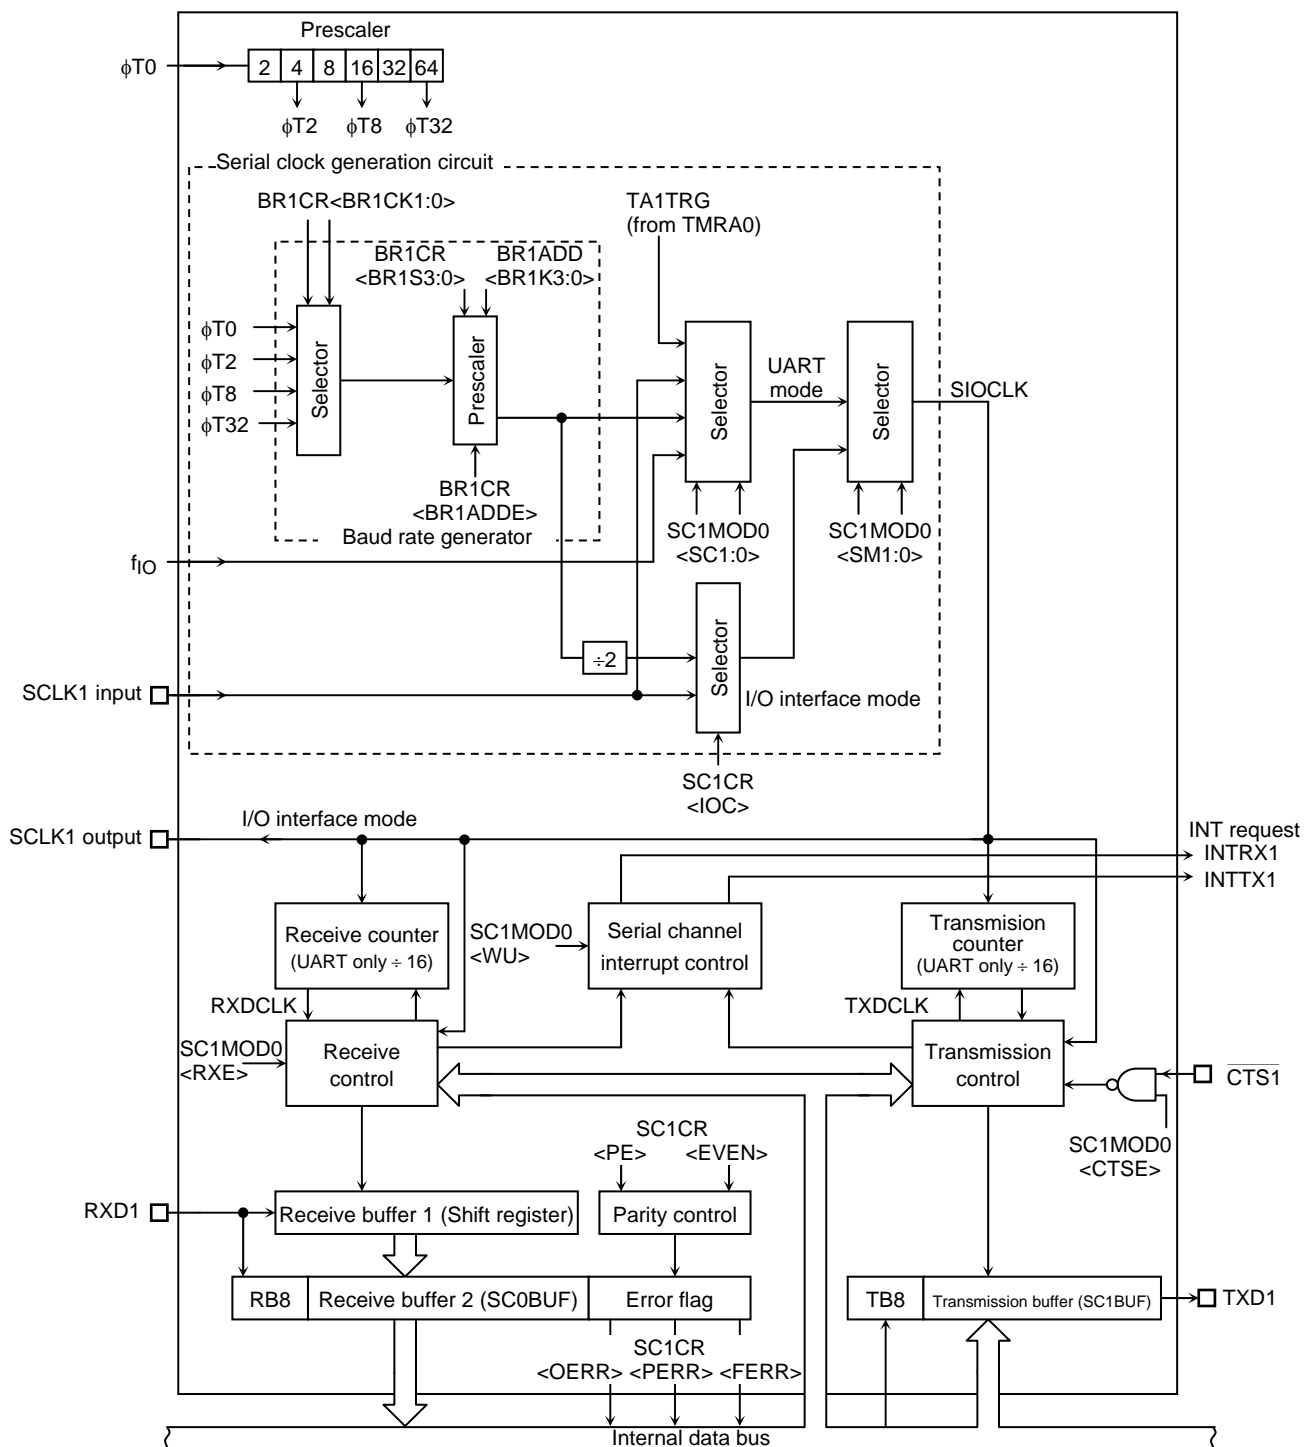 Prescaler
ϕT0
2 4 8 16 32 64
ϕT2 ϕT8 ϕT32
Serial clock generation circuit
BR1CR<BR1CK1:0>
TA1TRG
(from TMRA0)
BR1CR
<BR1S3:0>
BR1ADD
<BR1K3:0>
ϕT0
ϕT2
ϕT8
ϕT32
Selector
Prescaler
Selector
UART
mode
Selector
SIOCLK
BR1CR
<BR1ADDE>
Baud rate generator
SC1MOD0
<SC1:0>
SC1MOD0
<SM1:0>
fIO
÷2
Selector
SCLK1 input
I/O interface mode
SC1CR
<IOC>
SCLK1 output
I/O interface mode
INT request
INTRX1
INTTX1
Receive counter
(UART only ÷ 16)
SC1MOD0
<WU>
Serial channel
interrupt control
Transmision
counter
(UART only ÷ 16)
RXDCLK
TXDCLK
SC1MOD0
<RXE>
Receive
control
Transmission
control
CTS1
SC1MOD0
<CTSE>
SC1CR
<PE> <EVEN>
RXD1
Receive buffer 1 (Shift register)
Parity control
RB8
Receive buffer 2 (SC0BUF)
Error flag
TB8
Transmission buffer (SC1BUF)
TXD1
SC1CR
<OERR> <PERR> <FERR>
Internal data bus